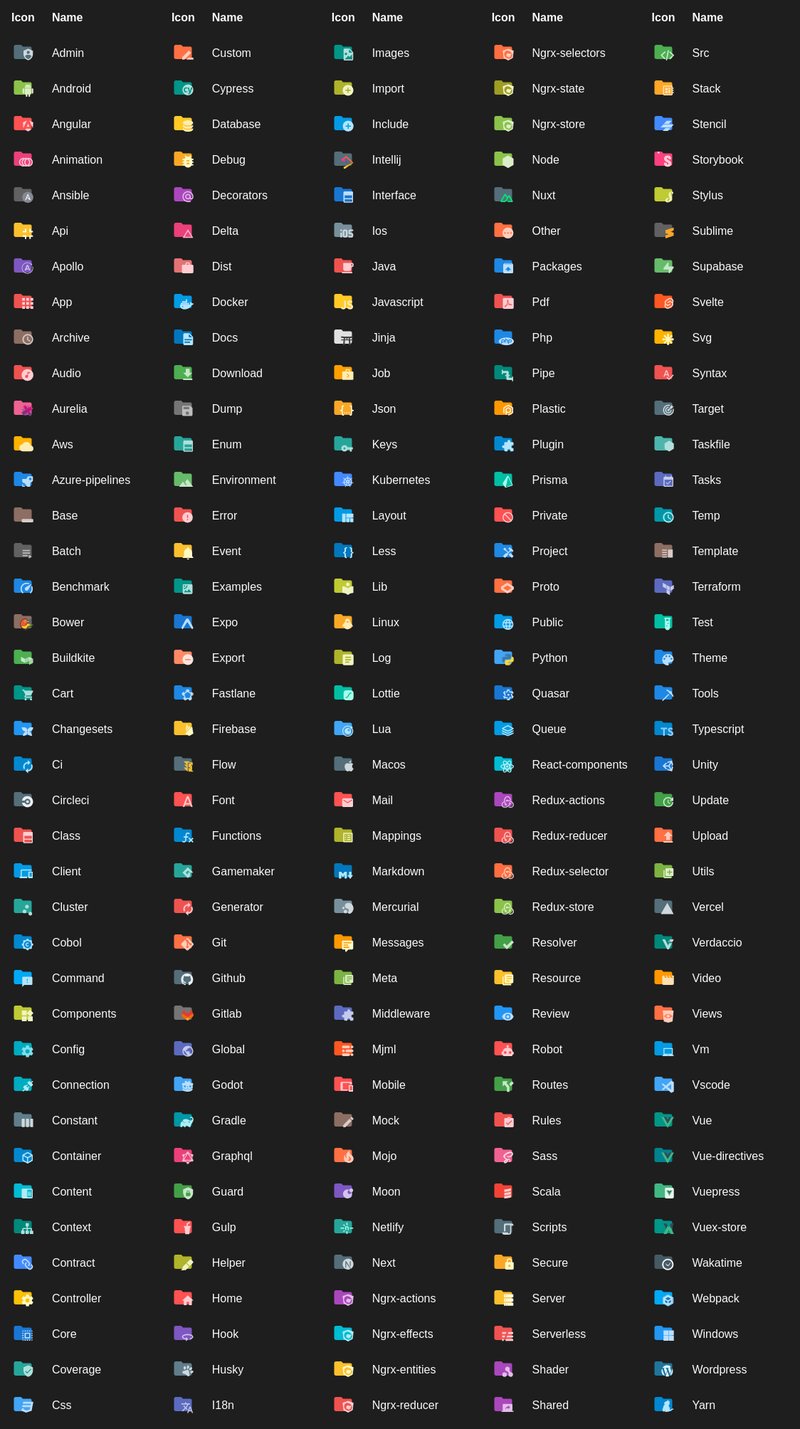 Icon Name Icon Name Icon Name Icon Name Icon Name
Admin Custom Images Ngrx-selectors Src
Android Cypress Import Ngrx-state Stack
Angular Database Include Ngrx-store Stencil
Animation Debug Intellij Node Storybook
Ansible Decorators Interface Nuxt Stylus
Api Delta Ios Other Sublime
Apollo Dist Java Packages Supabase
App Docker Javascript Pdf Svelte
Archive Docs Jinja Php Svg
Audio Download Job Pipe Syntax
Aurelia Dump Json Plastic Target
Aws Enum Keys Plugin Taskfile
Azure-pipelines Environment Kubernetes Prisma Tasks
Base Error Layout Private Temp
Batch Event Less Project Template
Benchmark Examples Lib Proto Terraform
Bower Expo Linux Public Test
Buildkite Export Log Python Theme
Cart Fastlane Lottie Quasar Tools
Changesets Firebase Lua Queue Typescript
Ci Flow Macos React-components Unity
Circleci Font Mail Redux-actions Update
Class Functions Mappings Redux-reducer Upload
Client Gamemaker Markdown Redux-selector Utils
Cluster Generator Mercurial Redux-store Vercel
Cobol Git Messages Resolver Verdaccio
Command Github Meta Resource Video
Components Gitlab Middleware Review Views
Config Global Mjml Robot Vm
Connection Godot Mobile Routes Vscode
Constant Gradle Mock Rules Vue
Container Graphql Mojo Sass Vue-directives
Content Guard Moon Scala Vuepress
Context Gulp Netlify Scripts Vuex-store
Contract Helper Next Secure Wakatime
Controller Home Ngrx-actions Server Webpack
Core Hook Ngrx-effects Serverless Windows
Coverage Husky Ngrx-entities Shader Wordpress
Css I18n Ngrx-reducer Shared Yarn